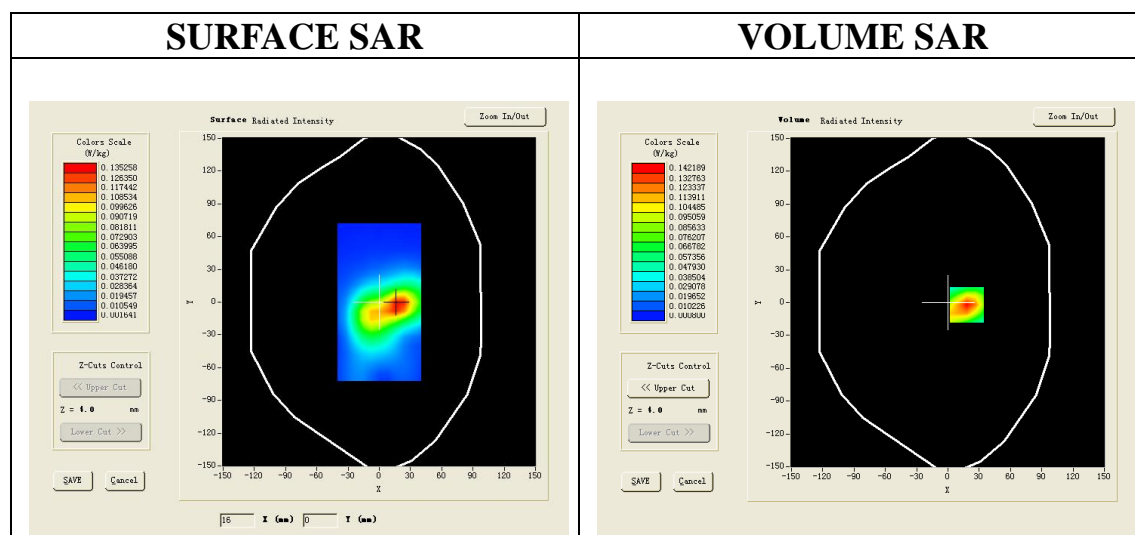 SURFACE SAR
VOLUME SAR
Surface Radiated Intensity
Zoom In/Out
Colors Scale
(W/kg)
0.135258
0.126350
0.117442
0.108534
0.099626
0.090719
0.081811
0.072903
0.063995
0.055088
0.046180
0.037272
0.028364
0.019457
0.010549
0.001641
150
120
90
60
30
0
-30
-60
-90
-120
-150
Y
-150 -120 -90 -60 -30 0 30 60 90 120 150
X
Z-Cuts Control
<< Upper Cut
Z = 4.0 mm
Lower Cut >>
SAVE
Cancel
16 X (mm) 0 Y (mm)
Volume Radiated Intensity
Zoom In/Out
Colors Scale
(W/kg)
0.142189
0.132763
0.123337
0.113911
0.104485
0.095059
0.085633
0.076207
0.066782
0.057356
0.047930
0.038504
0.029078
0.019652
0.010226
0.000800
150
120
90
60
30
0
-30
-60
-90
-120
-150
Y
-150 -120 -90 -60 -30 0 30 60 90 120 150
X
Z-Cuts Control
<< Upper Cut
Z = 4.0 mm
Lower Cut >>
SAVE
Cancel